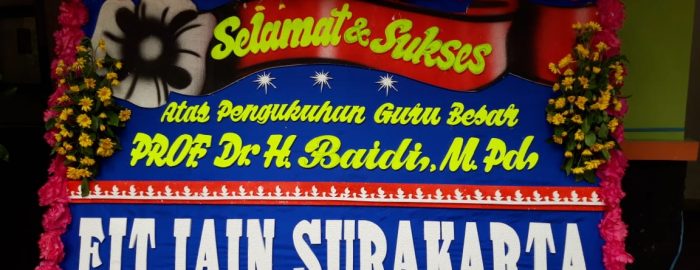 Selamat & Sukses
Atas Pengukuhan Guru Besar
PROF. Dr. H. Baidi, M. Pd
FIT IAIN SURAKARTA